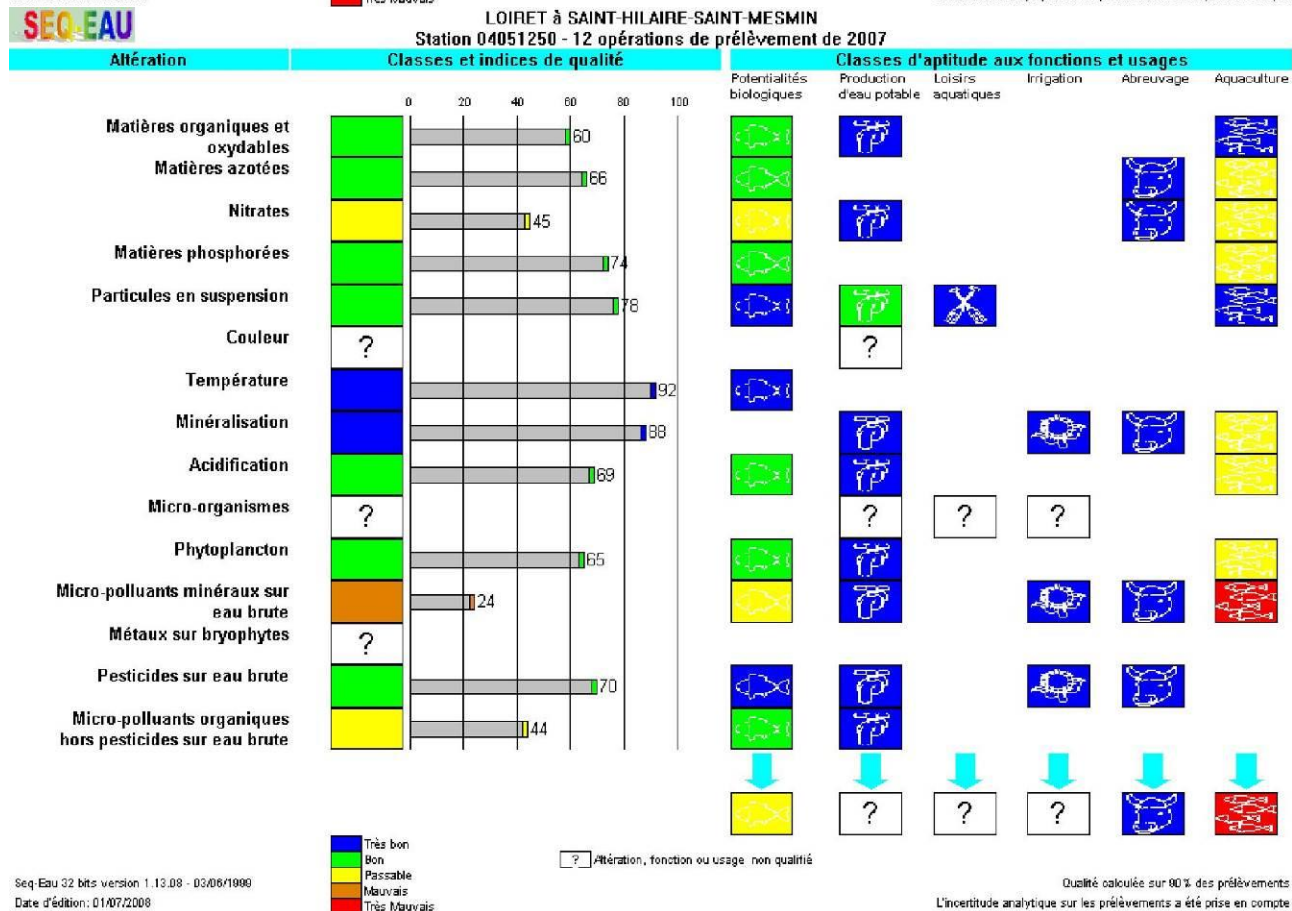 Très Mauvais
SEQ-EAU
LOIRET à SAINT-HILAIRE-SAINT-MESMIN
Station 04051250 - 12 opérations de prélèvement de 2007
Altération
Classes et indices de qualité
Classes d'aptitude aux fonctions et usages
Potentialités biologiques
Production d'eau potable
Loisirs aquatiques
Irrigation
Abreuvage
Aquaculture
0 20 40 60 80 100
Matières organiques et
oxydables
60
Matières azotées
66
Nitrates
45
Matières phosphorées
74
Particules en suspension
78
Couleur
? ?
Température
92
Minéralisation
88
Acidification
69
Micro-organismes
? ? ? ?
Phytoplancton
65
Micro-polluants minéraux sur
eau brute
24
Métaux sur bryophytes
?
Pesticides sur eau brute
70
Micro-polluants organiques
hors pesticides sur eau brute
44
? ? ?
Très bon
Bon
Passable
Mauvais
Très Mauvais
? Altération, fonction ou usage non qualifié
Seq-Eau 32 bits version 1.13.08 - 03/06/1999
Date d'édition: 01/07/2008
Qualité calculée sur 90 % des prélèvements
L'incertitude analytique sur les prélèvements a été prise en compte